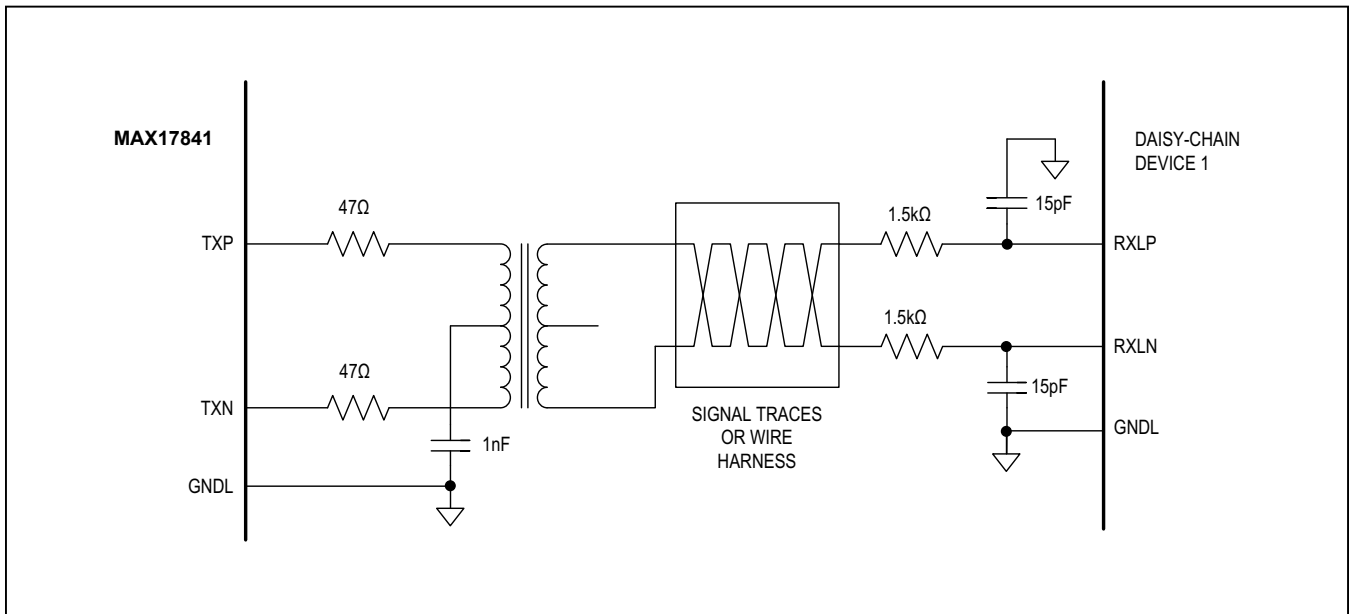 MAX17841
DAISY-CHAIN
DEVICE 1
47Ω
15pF
1.5kΩ
TXP
RXLP
1.5kΩ
RXLN
47Ω
15pF
TXN
SIGNAL TRACES
OR WIRE
HARNESS
GNDL
1nF
GNDL